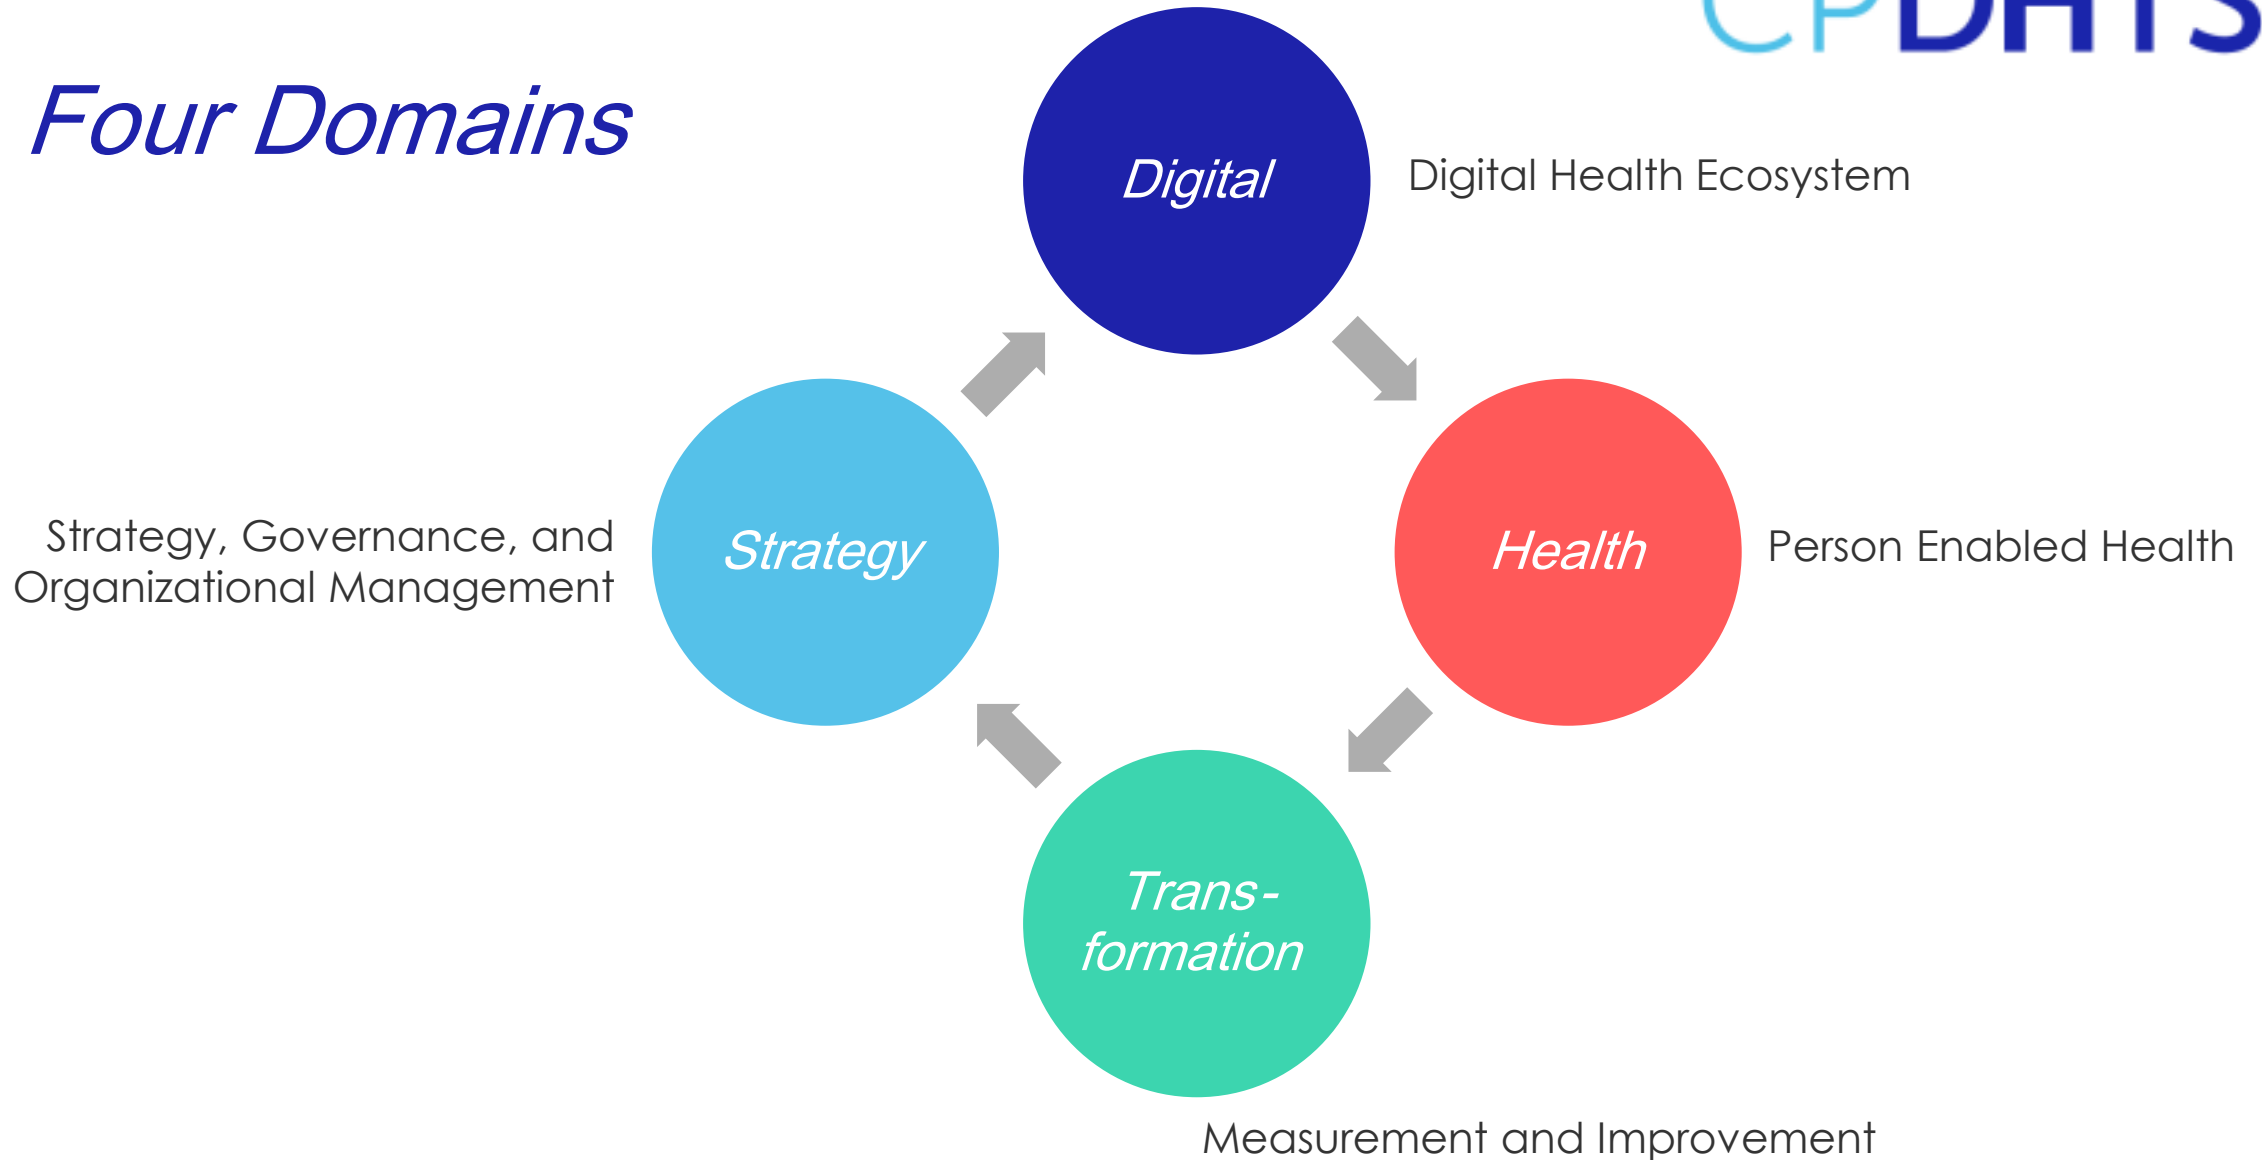 CPDHTS
Four Domains
Digital
Digital Health Ecosystem
Strategy, Governance, and
Organizational Management
Strategy
Health
Person Enabled Health
Trans-
formation
Measurement and Improvement